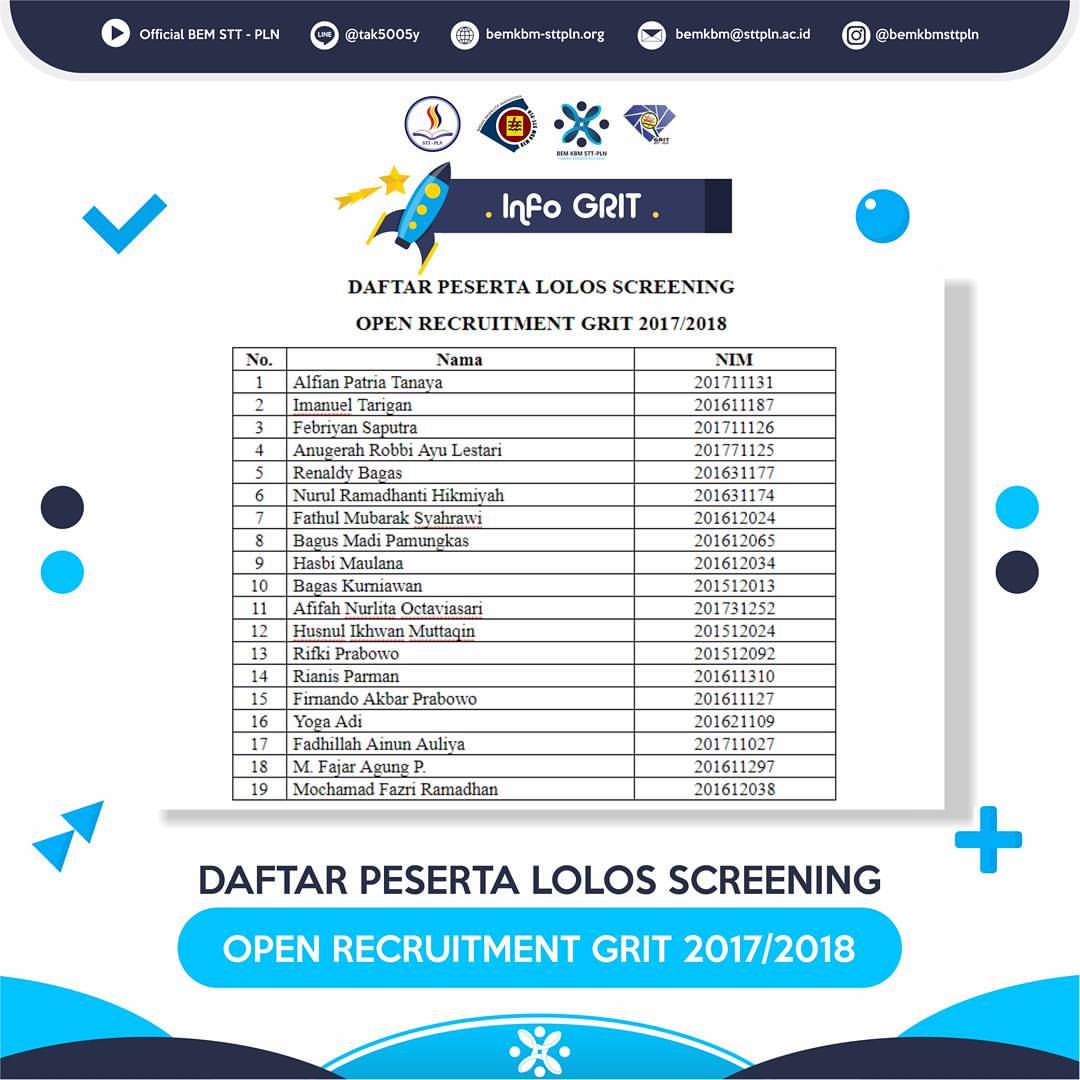 Official BEM STT - PLN LINE @tak5005y bemkbm-sttpln.org bemkbm@sttpln.ac.id @bemkbmsttpln
STT - PLN BEM KBM STT-PLN GRIT
. Info GRIT .
DAFTAR PESERTA LOLOS SCREENING
OPEN RECRUITMENT GRIT 2017/2018
No. Nama NIM
1 Alfian Patria Tanaya 201711131
2 Imanuel Tarigan 201611187
3 Febriyan Saputra 201711126
4 Anugerah Robbi Ayu Lestari 201771125
5 Renaldy Bagas 201631177
6 Nurul Ramadhanti Hikmiyah 201631174
7 Fathul Mubarak Syahrawi 201612024
8 Bagus Madi Pamungkas 201612065
9 Hasbi Maulana 201612034
10 Bagas Kurniawan 201512013
11 Afifah Nurlita Octaviasari 201731252
12 Husnul Ikhwan Muttaqin 201512024
13 Rifki Prabowo 201512092
14 Rianis Parman 201611310
15 Firnando Akbar Prabowo 201611127
16 Yoga Adi 201621109
17 Fadhillah Ainun Auliya 201711027
18 M. Fajar Agung P. 201611297
19 Mochamad Fazri Ramadhan 201612038
DAFTAR PESERTA LOLOS SCREENING
OPEN RECRUITMENT GRIT 2017/2018